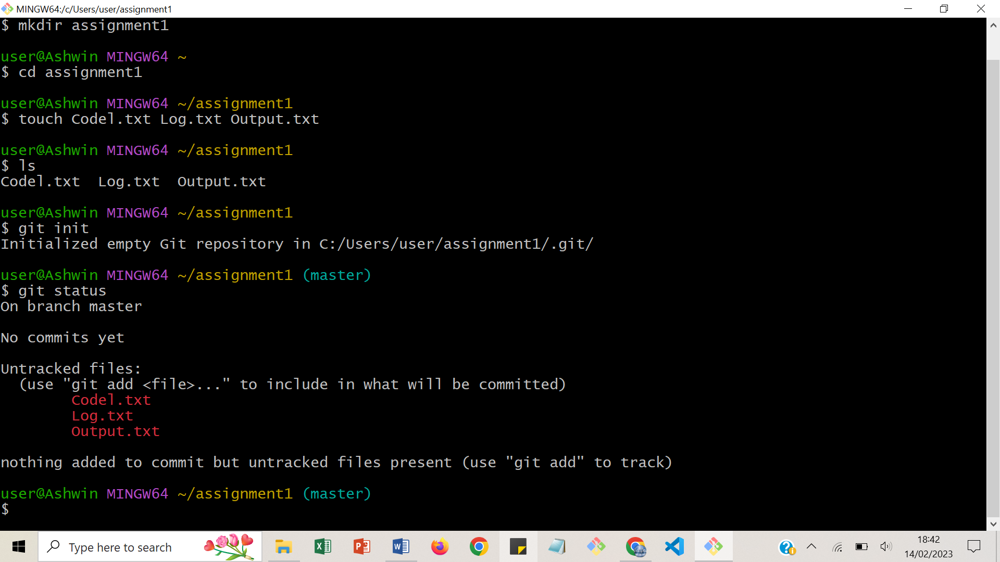 MINGW64:/c/Users/user/assignment1
$ mkdir assignment1
user@Ashwin MINGW64 ~
$ cd assignment1
user@Ashwin MINGW64 ~/assignment1
$ touch Codel.txt Log.txt Output.txt
user@Ashwin MINGW64 ~/assignment1
$ ls
Codel.txt  Log.txt  Output.txt
user@Ashwin MINGW64 ~/assignment1
$ git init
Initialized empty Git repository in C:/Users/user/assignment1/.git/
user@Ashwin MINGW64 ~/assignment1 (master)
$ git status
On branch master
No commits yet
Untracked files:
  (use "git add <file>..." to include in what will be committed)
        Codel.txt
        Log.txt
        Output.txt
nothing added to commit but untracked files present (use "git add" to track)
user@Ashwin MINGW64 ~/assignment1 (master)
$
Type here to search
18:42
14/02/2023